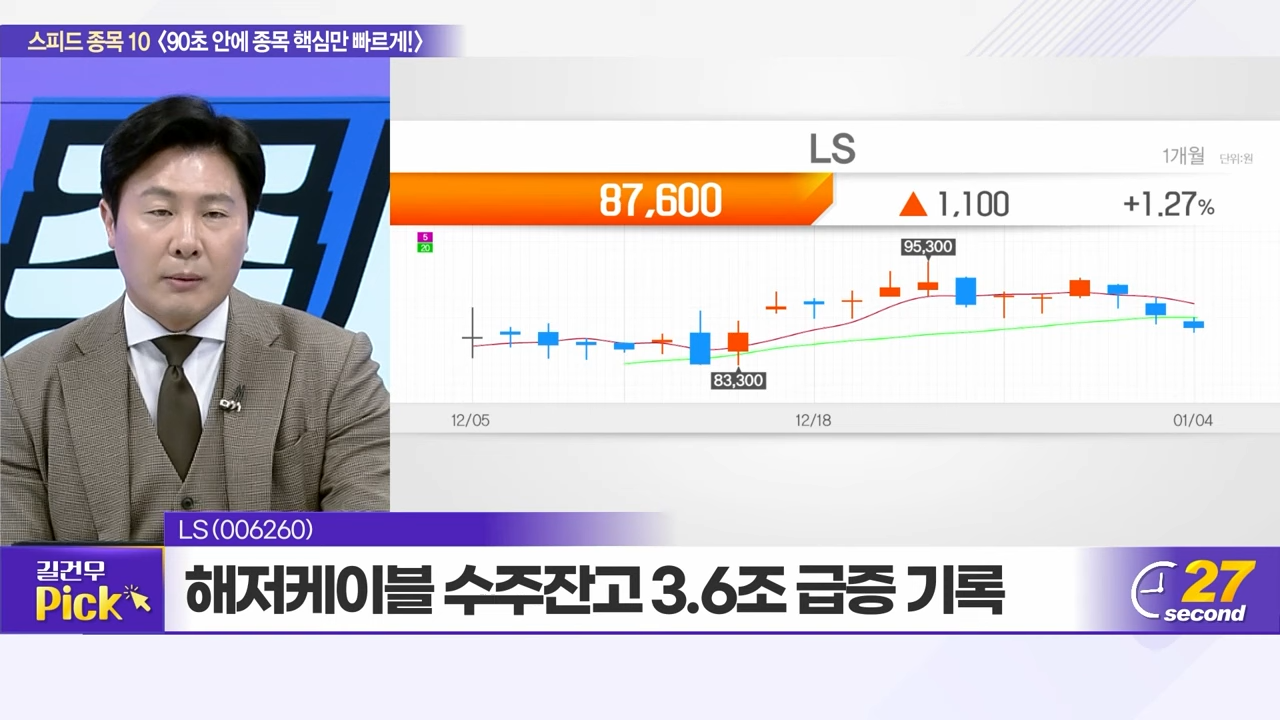 스피드 종목 10 〈90초 안에 종목 핵심만 빠르게!〉
LS
1개월 단위:원
87,600 ▲ 1,100 +1.27%
5
20
95,300
83,300
12/05 12/18 01/04
LS(006260)
길건무
Pick
해저케이블 수주잔고 3.6조 급증 기록
27
second